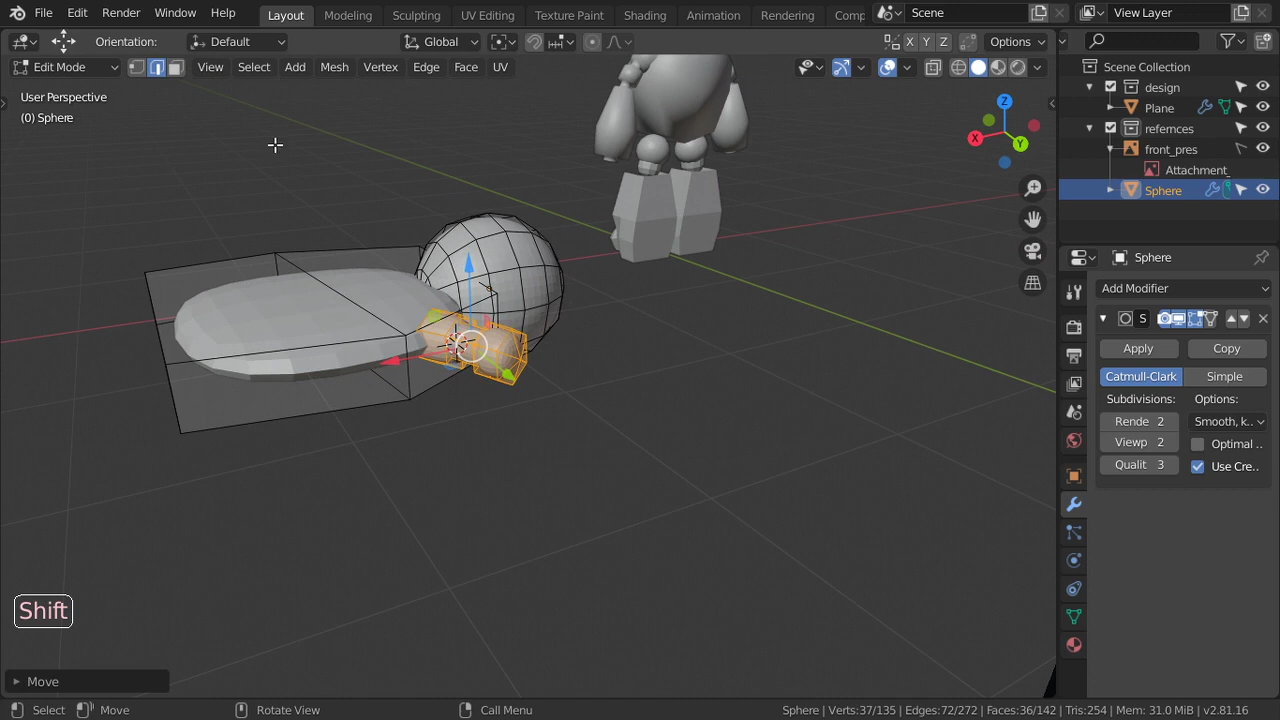 File Edit Render Window Help Layout Modeling Sculpting UV Editing Texture Paint Shading Animation Rendering Comp Scene View Layer
Orientation: Default Global X Y Z Options
Edit Mode View Select Add Mesh Vertex Edge Face UV
User Perspective
(0) Sphere
Z
X
Y
Scene Collection
design
Plane
refernces
front_pres
Attachment_
Sphere
Sphere
Add Modifier
S
Apply Copy
Catmull-Clark Simple
Subdivisions: Options:
Rende 2 Smooth, k..
Viewp 2 Optimal ..
Qualit 3 Use Cre..
Shift
Move
Select Move Rotate View Call Menu Sphere | Verts:37/135 | Edges:72/272 | Faces:36/142 | Tris:254 | Mem: 31.0 MiB | v2.81.16